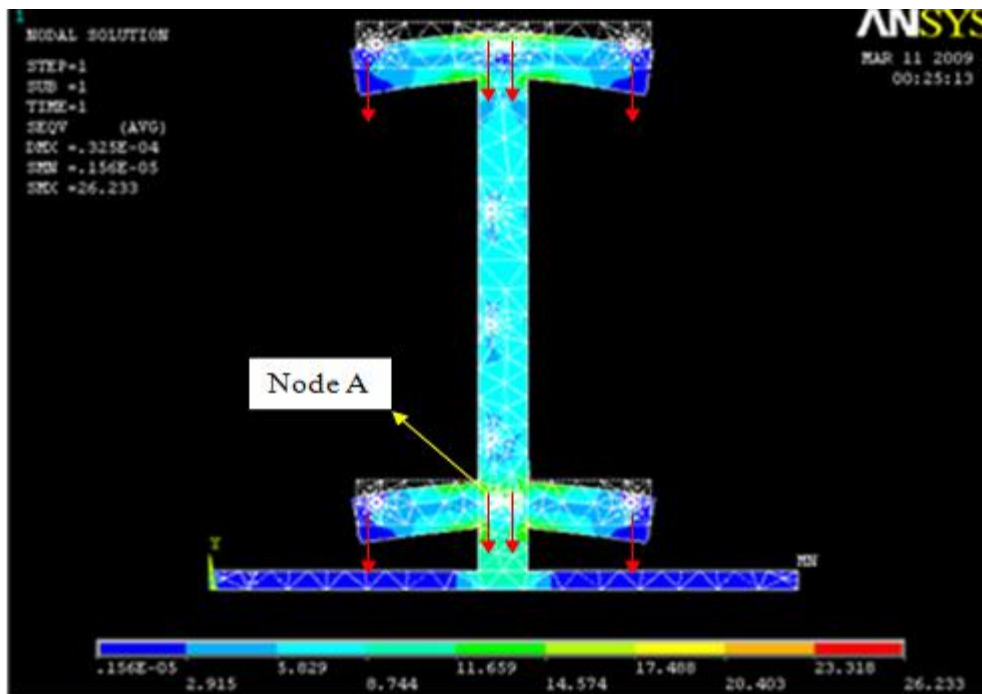 1
NODAL SOLUTION
STEP=1
SUB =1
TIME=1
SEQV (AVG)
DMX =.325E-04
SMN =.156E-05
SMX =26.233
ANSYS
MAR 11 2009
00:25:13
Node A
Y
MN
.156E-05 5.829 11.659 17.488 23.318
2.915 8.744 14.574 20.403 26.233